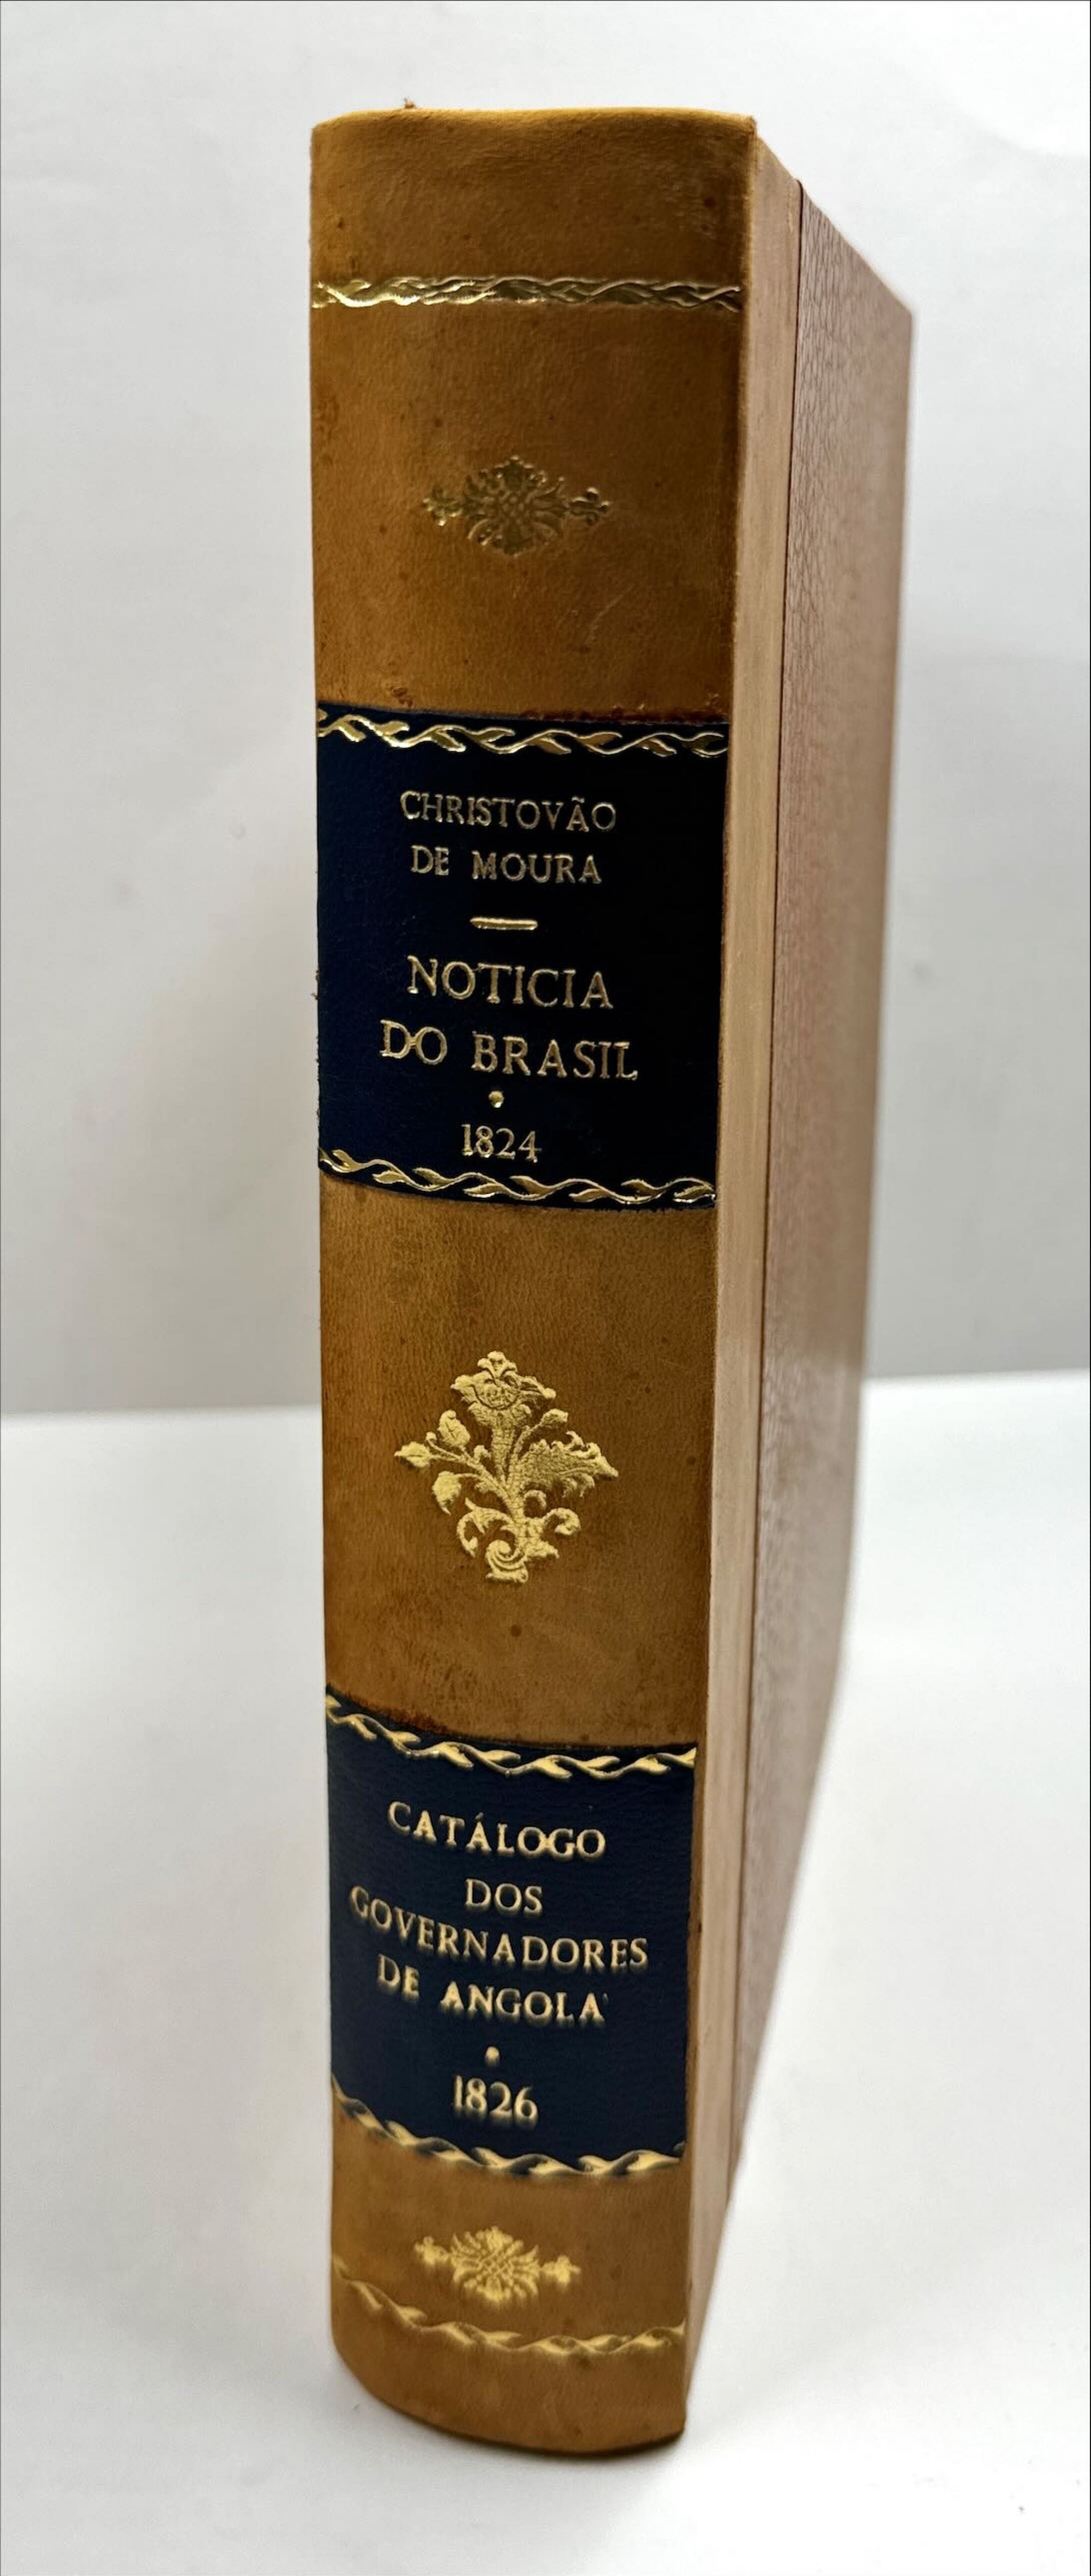 CHRISTOVÃO
DE MOURA
NOTICIA
DO BRASIL
1824
CATÁLOGO
DOS
GOVERNADORES
DE ANGOLA
1826